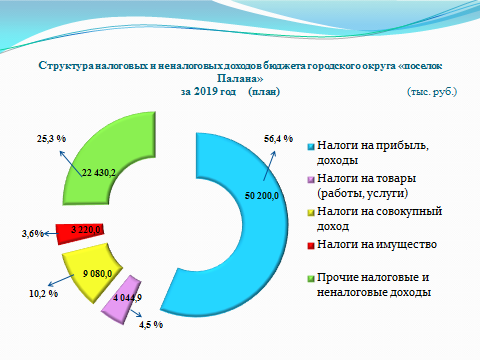 Структура налоговых и неналоговых доходов бюджета городского округа «поселок
Палана»
за 2019 год (план) (тыс. руб.)
25,3 %
56,4 %
22 430,2
50 200,0
3,6%
3 220,0
9 080,0
10,2 %
4 044,9
4,5 %
Налоги на прибыль,
доходы
Налоги на товары
(работы, услуги)
Налоги на совокупный
доход
Налоги на имущество
Прочие налоговые и
неналоговые доходы